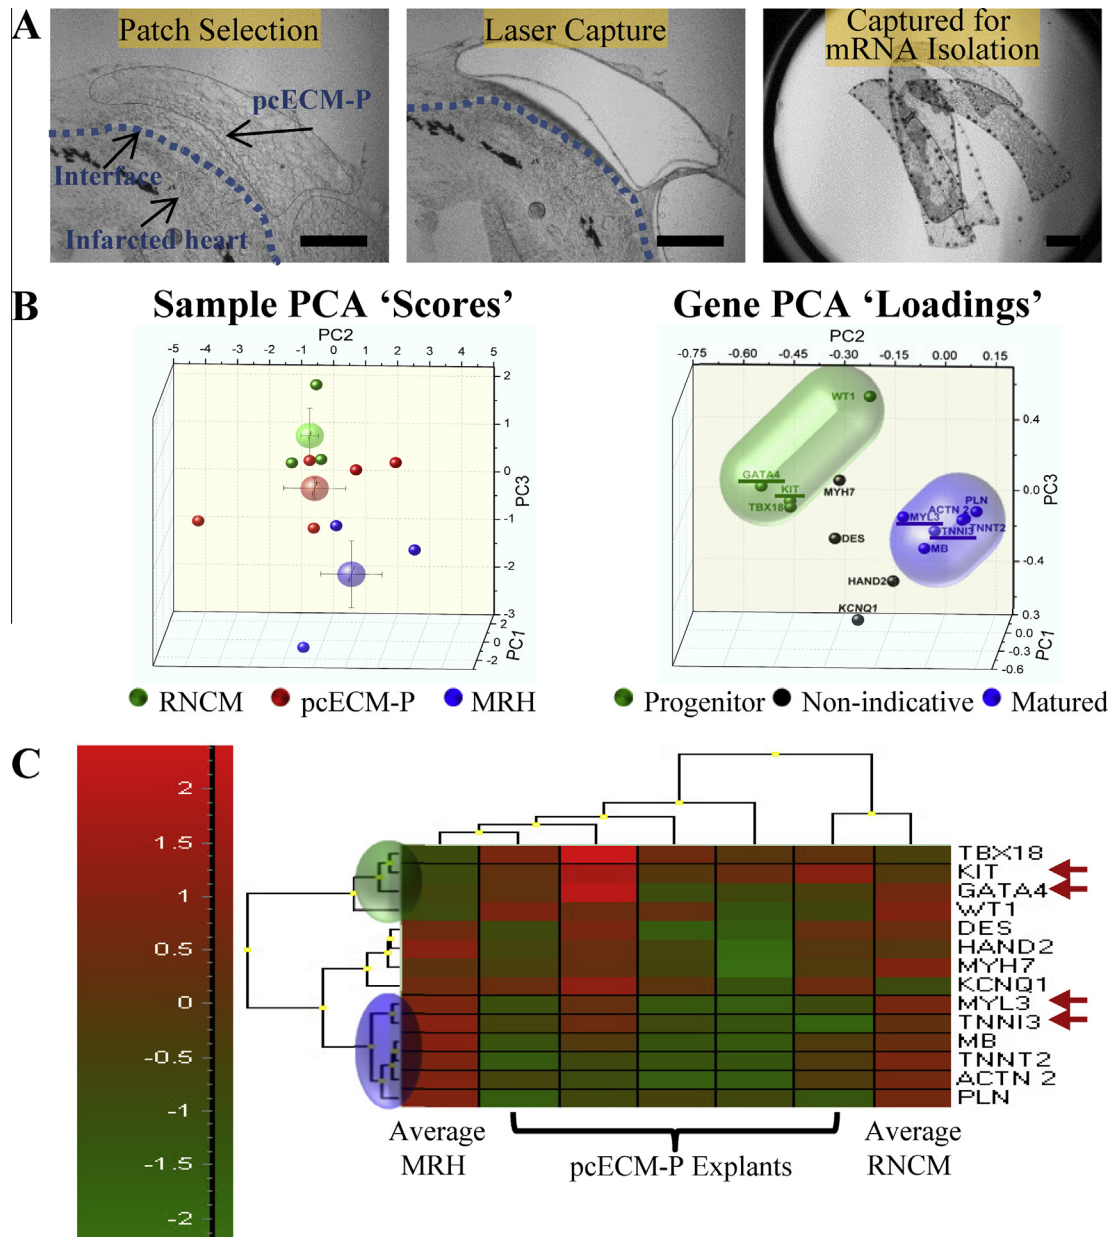 A
Patch Selection
pcECM-P
Interface
Infarcted heart
Laser Capture
Captured for
mRNA Isolation
B
Sample PCA ‘Scores’
PC2
-5 -4 -3 -2 -1 0 1 2 3 4 5
2
1
0
-1
-2
-3
PC3
2
0
-2
PC1
RNCM pcECM-P MRH
Gene PCA ‘Loadings’
PC2
-0.75 -0.60 -0.45 -0.30 -0.15 0.00 0.15
0.4
0.0
-0.4
PC3
0.3
0.0
-0.3
-0.6
PC1
WT1
GATA4
KIT
TBX18
MYH7
DES
HAND2
KCNQ1
PLN
ACTN 2
MYL3
TNNT2
TNNI3
MB
Progenitor Non-indicative Matured
C
2
1.5
1
0.5
0
-0.5
-1
-1.5
-2
TBX18
KIT
GATA4
WT1
DES
HAND2
MYH7
KCNQ1
MYL3
TNNI3
MB
TNNT2
ACTN 2
PLN
Average
MRH
pcECM-P Explants
Average
RNCM